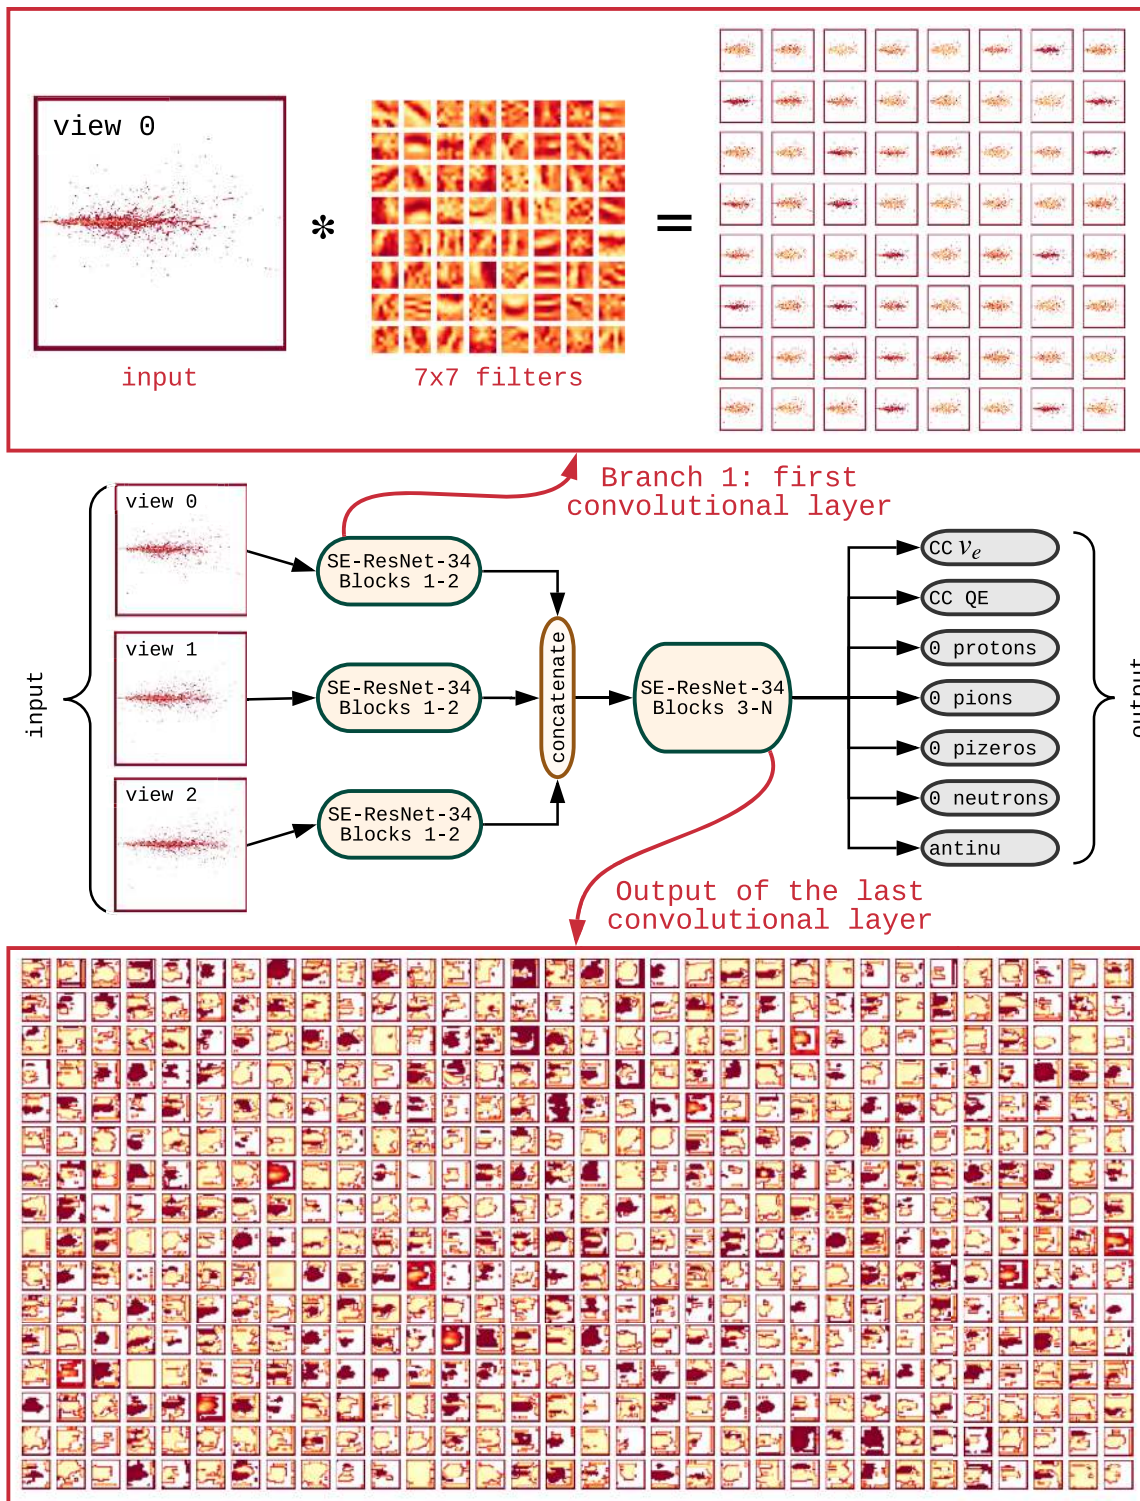 view 0
*
=
input
7x7 filters
Branch 1: first
convolutional layer
input
view 0
view 1
view 2
SE-ResNet-34
Blocks 1-2
SE-ResNet-34
Blocks 1-2
SE-ResNet-34
Blocks 1-2
concatenate
SE-ResNet-34
Blocks 3-N
CC νe
CC QE
0 protons
0 pions
0 pizeros
0 neutrons
antinu
output
Output of the last
convolutional layer